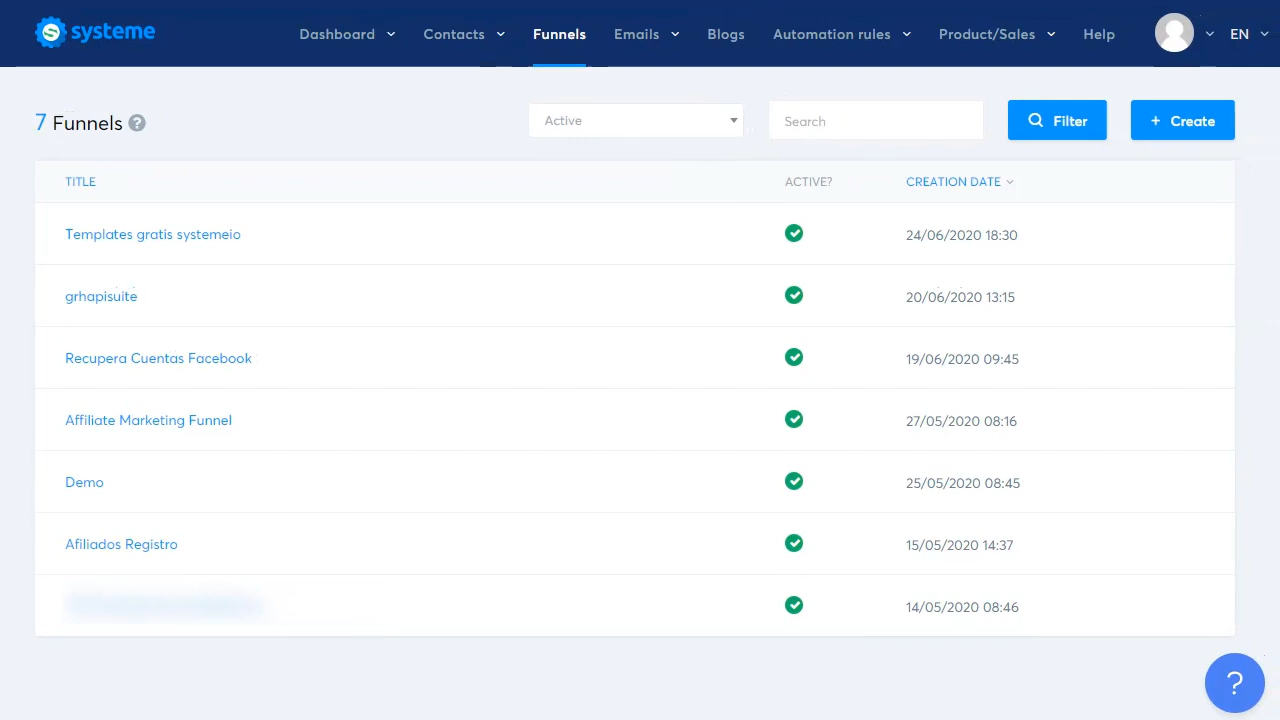 systeme
Dashboard Contacts Funnels Emails Blogs Automation rules Product/Sales Help EN
7 Funnels ?
Active Search Filter + Create
TITLE ACTIVE? CREATION DATE
Templates gratis systemeio 24/06/2020 18:30
grhapisuite 20/06/2020 13:15
Recupera Cuentas Facebook 19/06/2020 09:45
Affiliate Marketing Funnel 27/05/2020 08:16
Demo 25/05/2020 08:45
Afiliados Registro 15/05/2020 14:37
14/05/2020 08:46
?